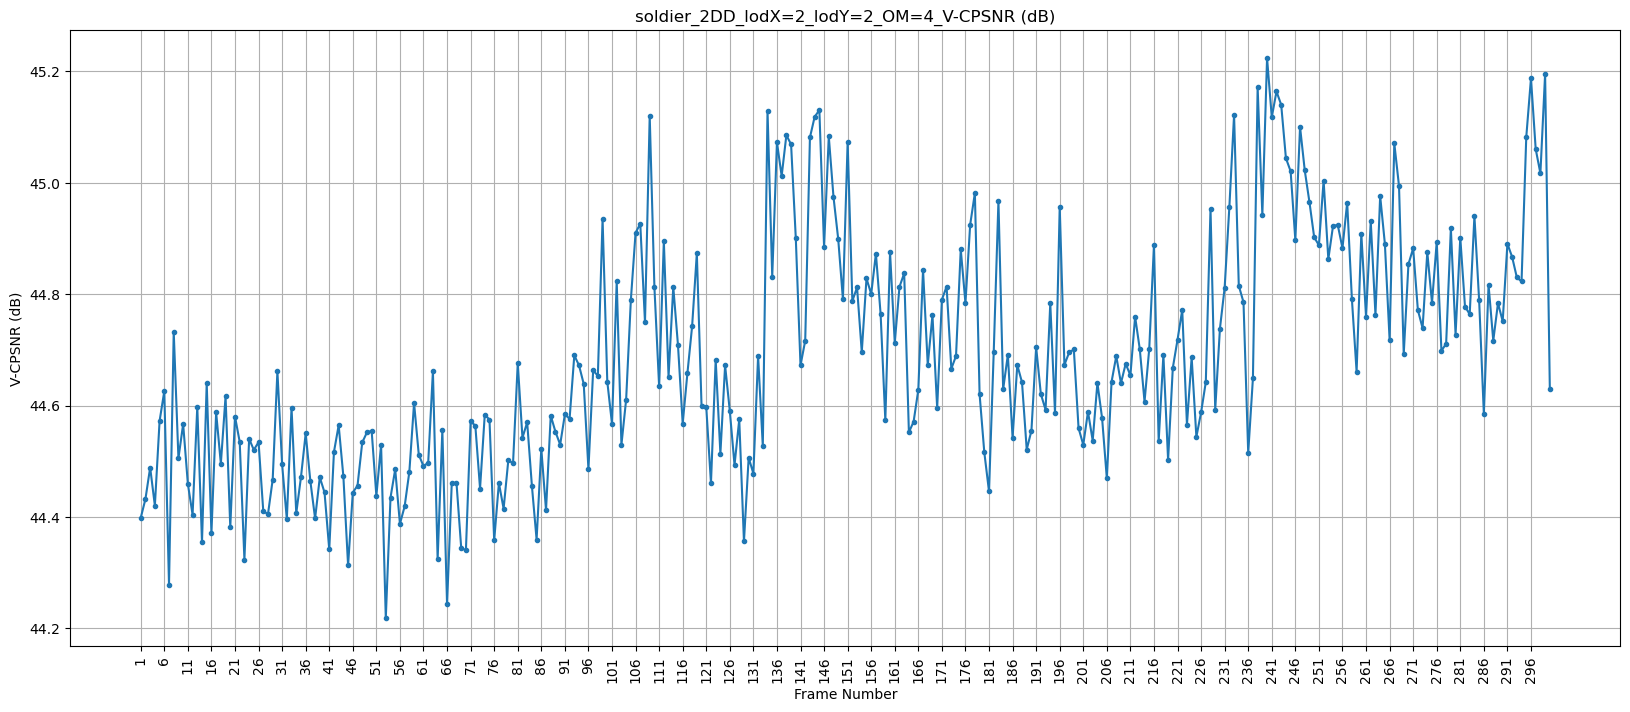 soldier_2DD_lodX=2_lodY=2_OM=4_V-CPSNR (dB)
V-CPSNR (dB)
45.2
45.0
44.8
44.6
44.4
44.2
1 6 11 16 21 26 31 36 41 46 51 56 61 66 71 76 81 86 91 96 101 106 111 116 121 126 131 136 141 146 151 156 161 166 171 176 181 186 191 196 201 206 211 216 221 226 231 236 241 246 251 256 261 266 271 276 281 286 291 296
Frame Number